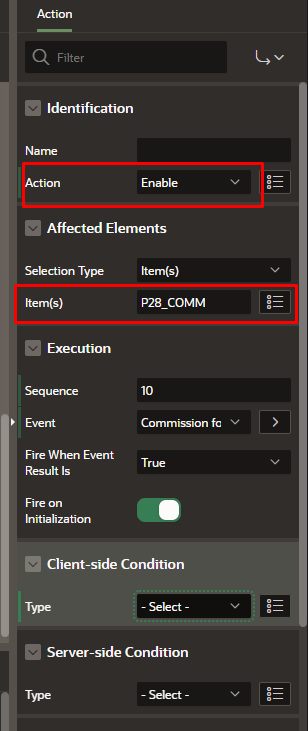 Action
Filter
Identification
Name
Action Enable
Affected Elements
Selection Type Item(s)
Item(s) P28_COMM
Execution
Sequence 10
Event Commission fo
Fire When Event
Result Is True
Fire on
Initialization
Client-side Condition
Type - Select -
Server-side Condition
Type - Select -